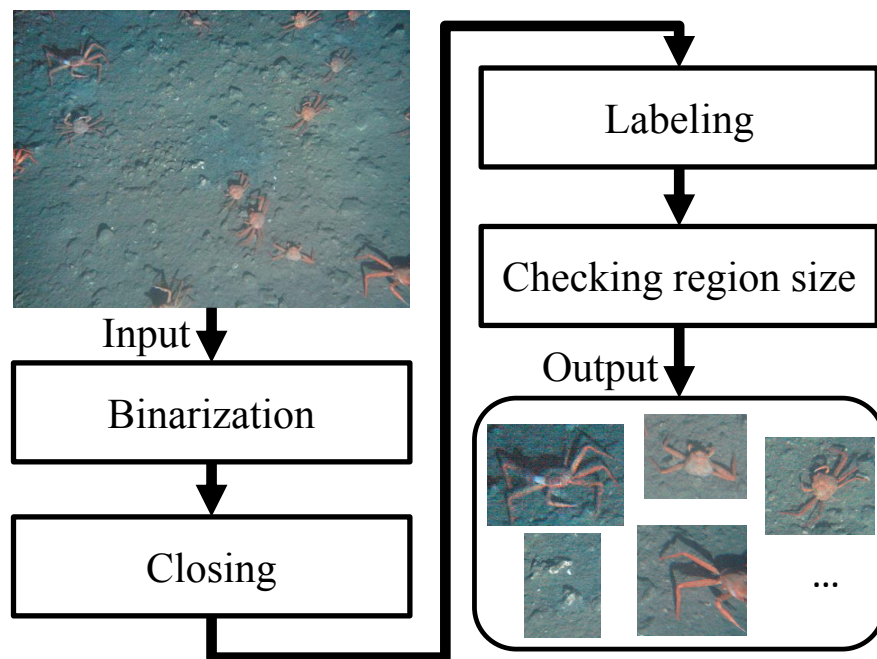 Input
Binarization
Closing
Labeling
Checking region size
Output
...